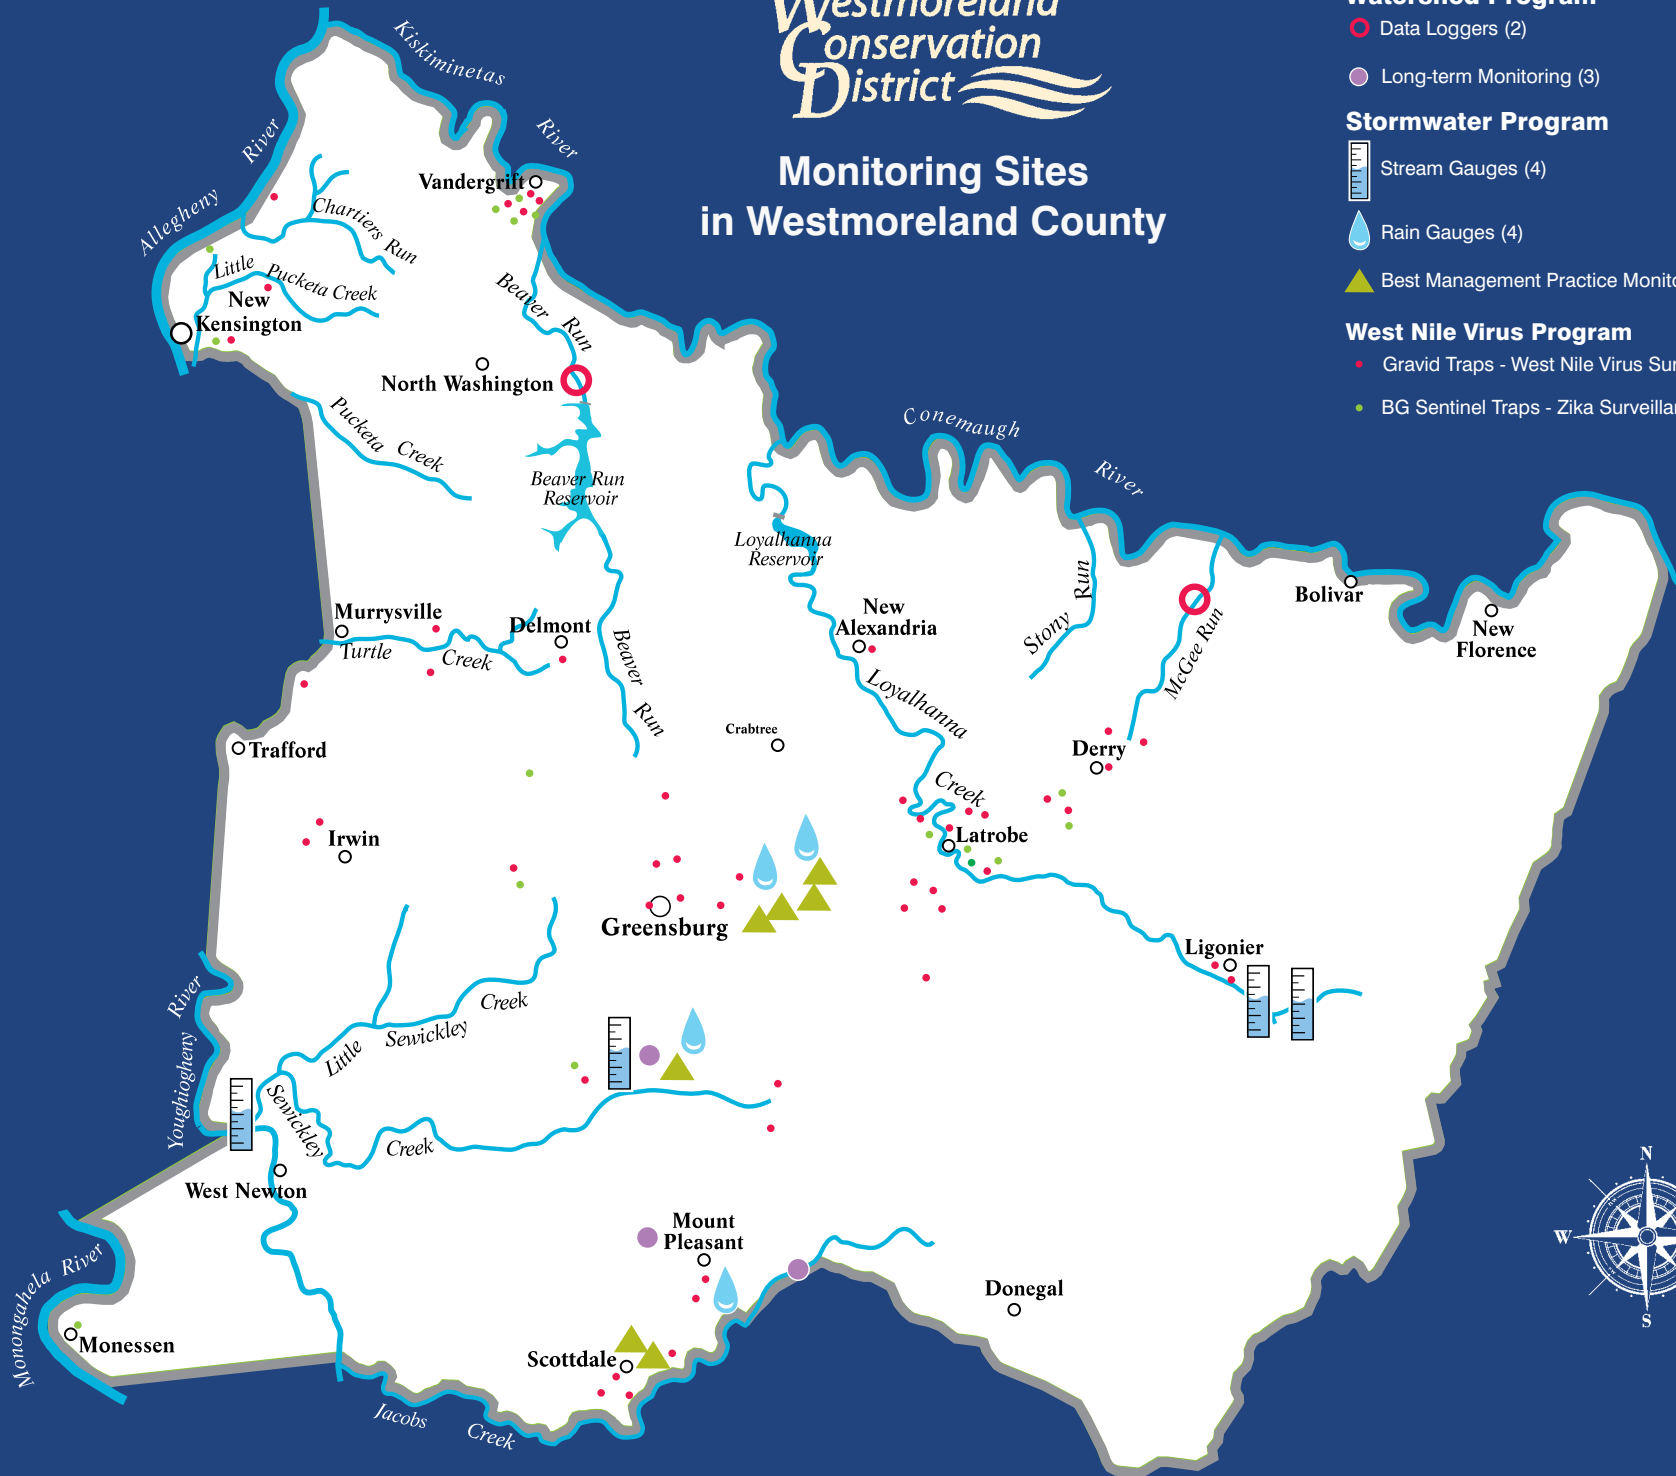 Westmoreland
Conservation
District
Monitoring Sites
in Westmoreland County
Watershed Program
Data Loggers (2)
Long-term Monitoring (3)
Stormwater Program
Stream Gauges (4)
Rain Gauges (4)
Best Management Practice
West Nile Virus Program
Gravid Traps - West Nile Virus
BG Sentinel Traps - Zika
Kiskiminetas
River
Allegheny
River
Vandergrift
Chartiers Run
Little
Pucketa Creek
New
Kensington
Beaver
Run
North Washington
Pucketa
Creek
Beaver Run
Reservoir
Conemaugh
River
Loyalhanna
Reservoir
Stony
Run
McGee Run
Bolivar
New
Florence
Murrysville
Turtle
Creek
Delmont
Beaver
Run
New
Alexandria
Loyalhanna
Creek
Crabtree
Trafford
Derry
Irwin
Latrobe
Greensburg
Ligonier
Youghiogheny
River
Little
Sewickley
Creek
Sewickley
Creek
West Newton
Monongahela River
Monessen
Mount
Pleasant
Scottdale
Donegal
Jacobs
Creek
N
W
S